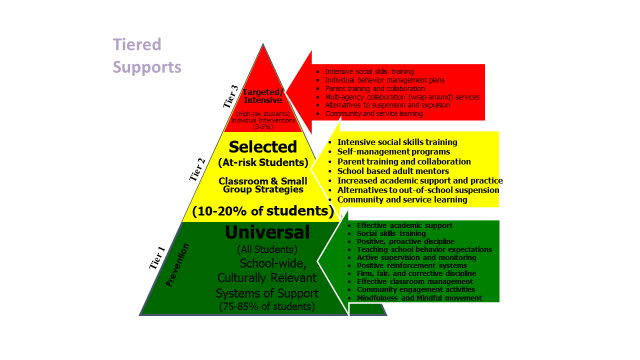 Tiered
Supports
Tier 3
Targeted/
Intensive
(High-risk students)
Individual Interventions
(3-5%)
• Intensive social skills training
• Individual behavior management plans
• Parent training and collaboration
• Multi-agency collaboration (wrap-around) services
• Alternatives to suspension and expulsion
• Community and service learning
Tier 2
Selected
(At-risk Students)
Classroom & Small
Group Strategies
(10-20% of students)
• Intensive social skills training
• Self-management programs
• Parent training and collaboration
• School based adult mentors
• Increased academic support and practice
• Alternatives to out-of-school suspension
• Community and service learning
Tier 1
Prevention
Universal
(All Students)
School-wide,
Culturally Relevant
Systems of Support
(75-85% of students)
• Effective academic support
• Social skills training
• Positive, proactive discipline
• Teaching school behavior expectations
• Active supervision and monitoring
• Positive reinforcement systems
• Firm, fair, and corrective discipline
• Effective classroom management
• Community engagement activities
• Mindfulness and Mindful movement